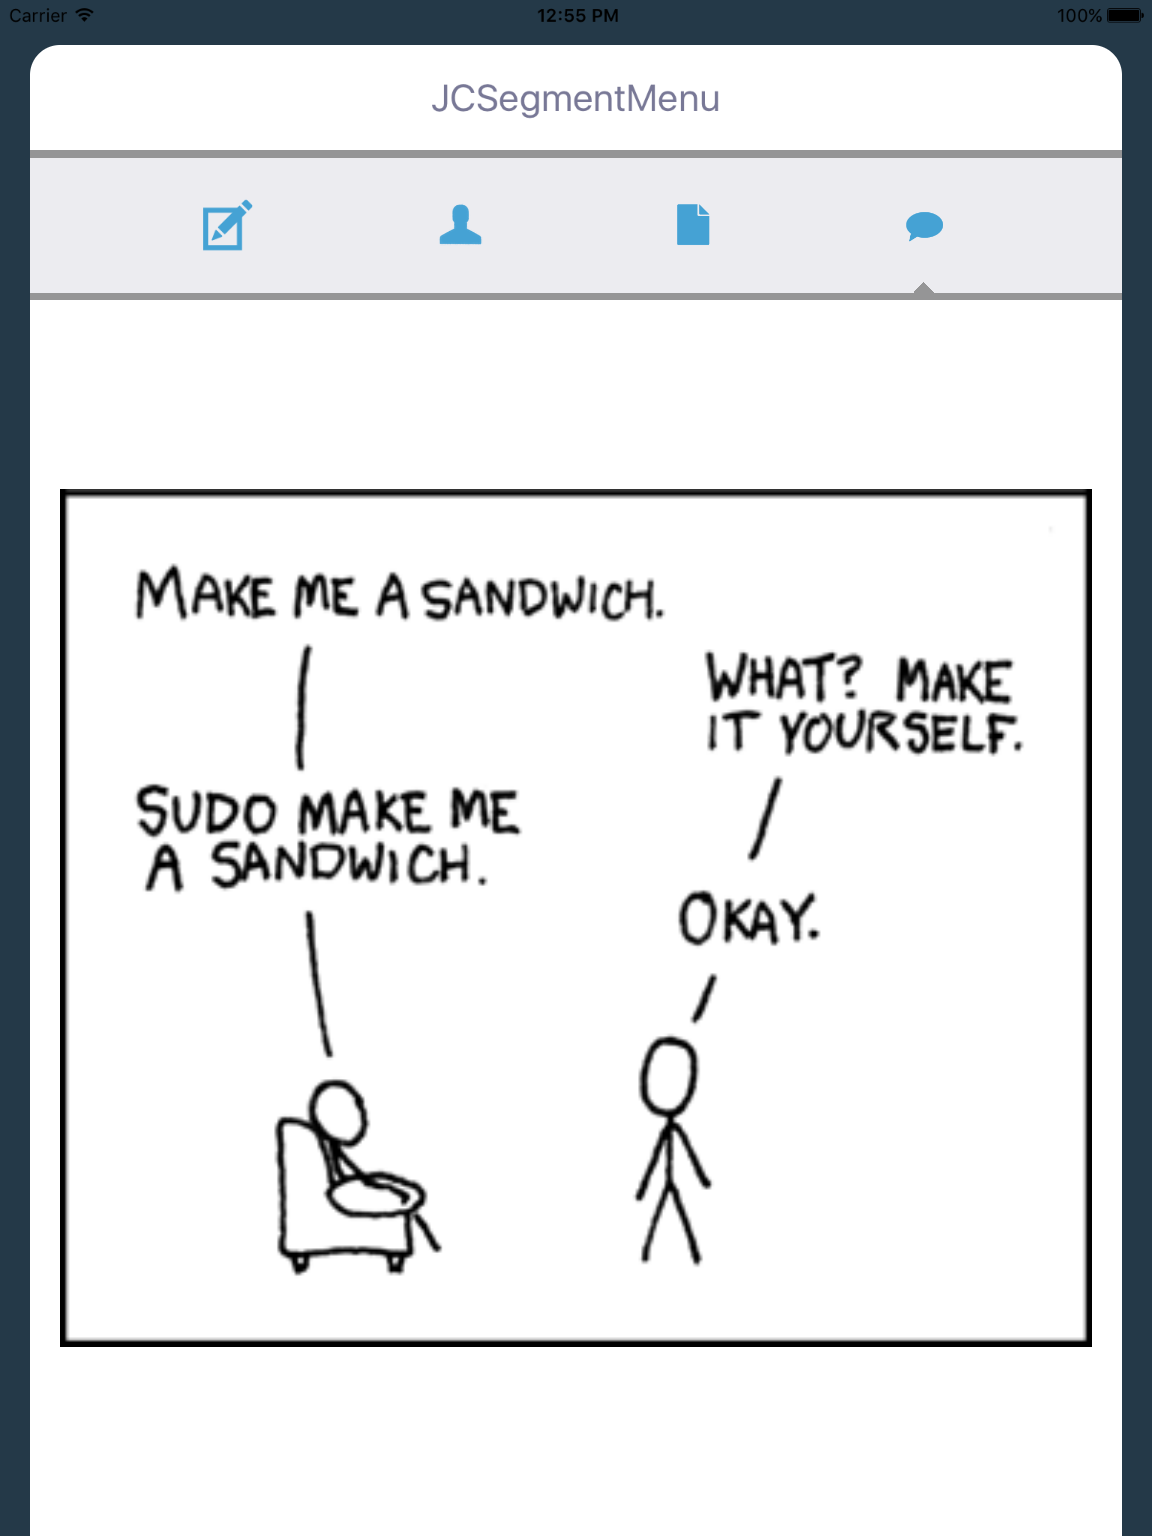 Carrier 12:55 PM 100%
JCSegmentMenu
MAKE ME A SANDWICH.
WHAT? MAKE
IT YOURSELF.
SUDO MAKE ME
A SANDWICH.
OKAY.